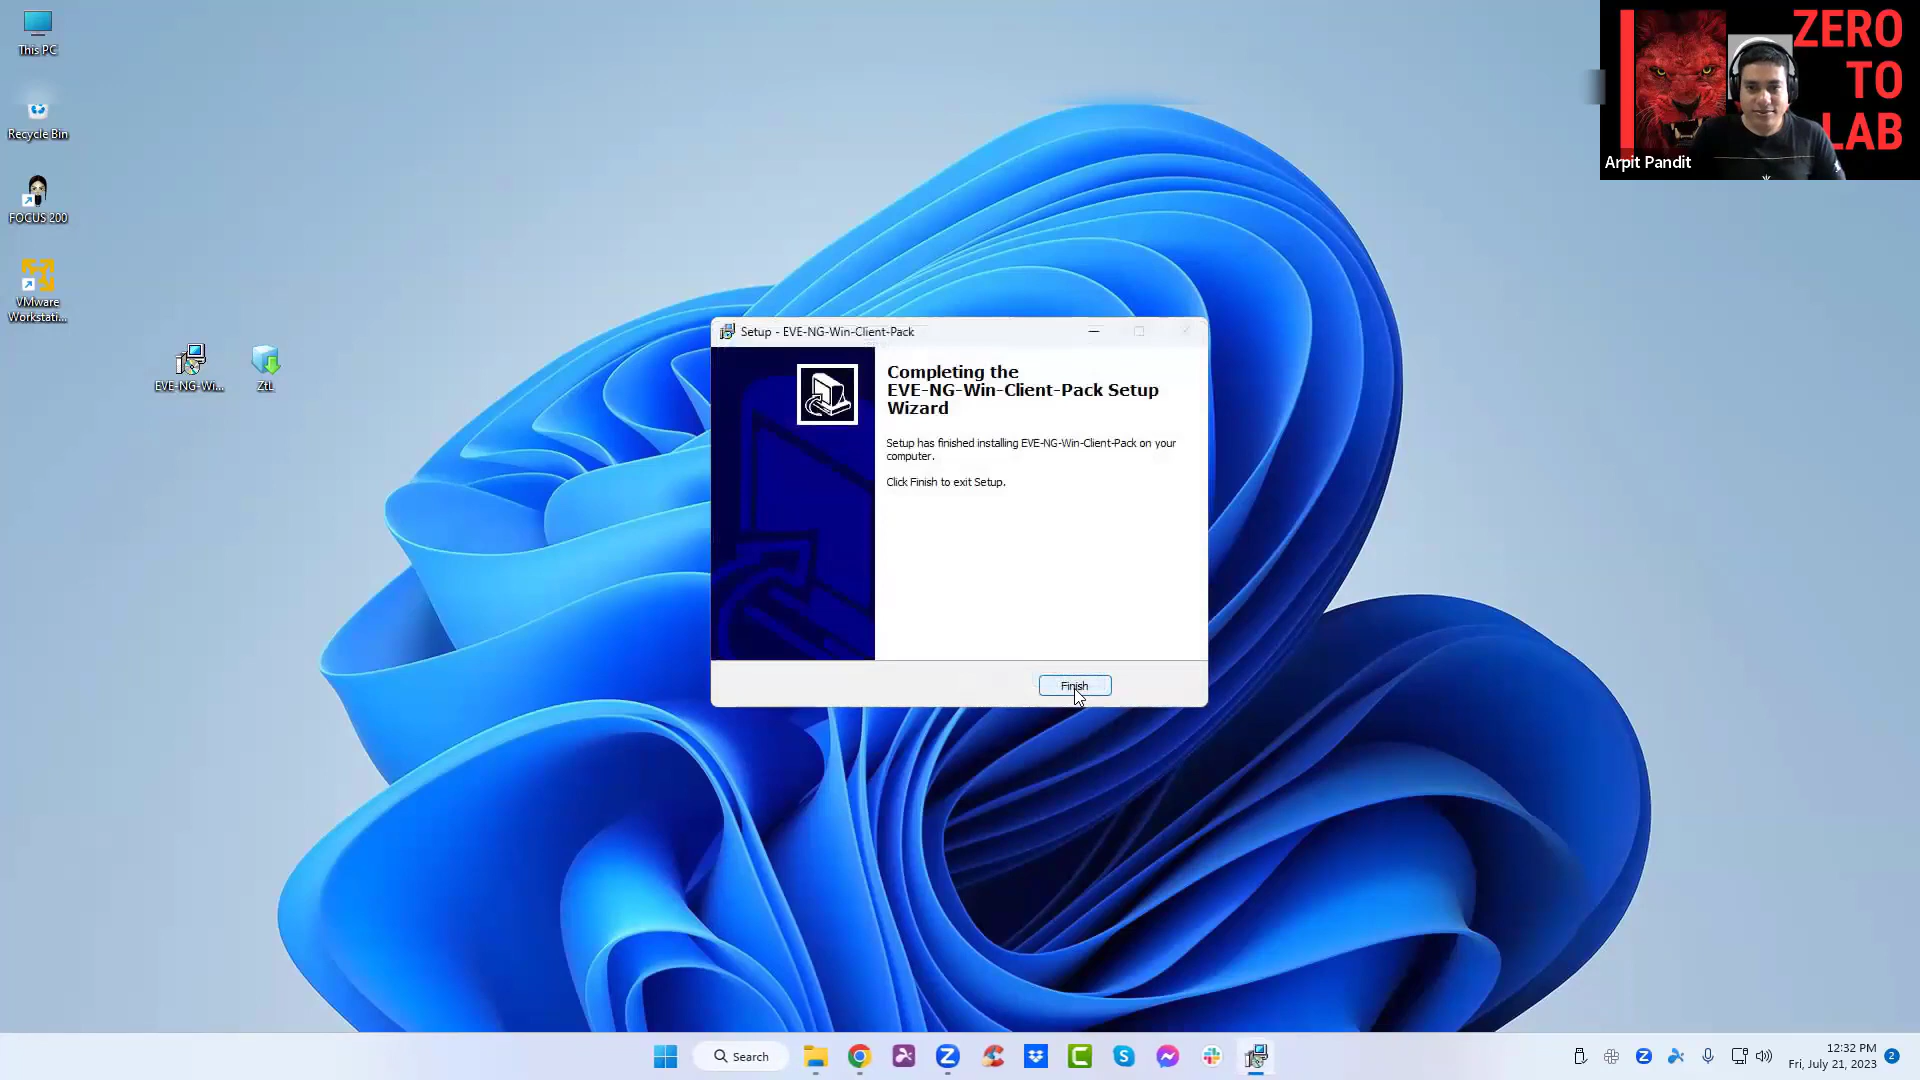 This PC
Recycle Bin
FOCUS 200
VMware
Workstati...
EVE-NG-Wi...
ZtL
Setup - EVE-NG-Win-Client-Pack
Completing the
EVE-NG-Win-Client-Pack Setup
Wizard
Setup has finished installing EVE-NG-Win-Client-Pack on your
computer.
Click Finish to exit Setup.
Finish
ZERO
TO
LAB
Arpit Pandit
Search
12:32 PM
Fri, July 21, 2023
2